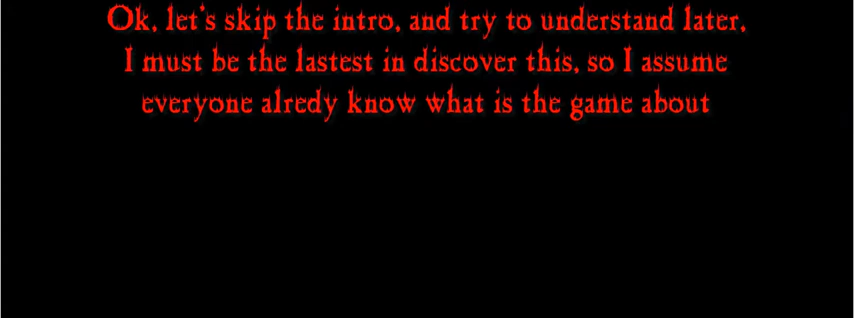 Ok, let's skip the intro, and try to understand later,
I must be the lastest in discover this, so I assume
everyone alredy know what is the game about